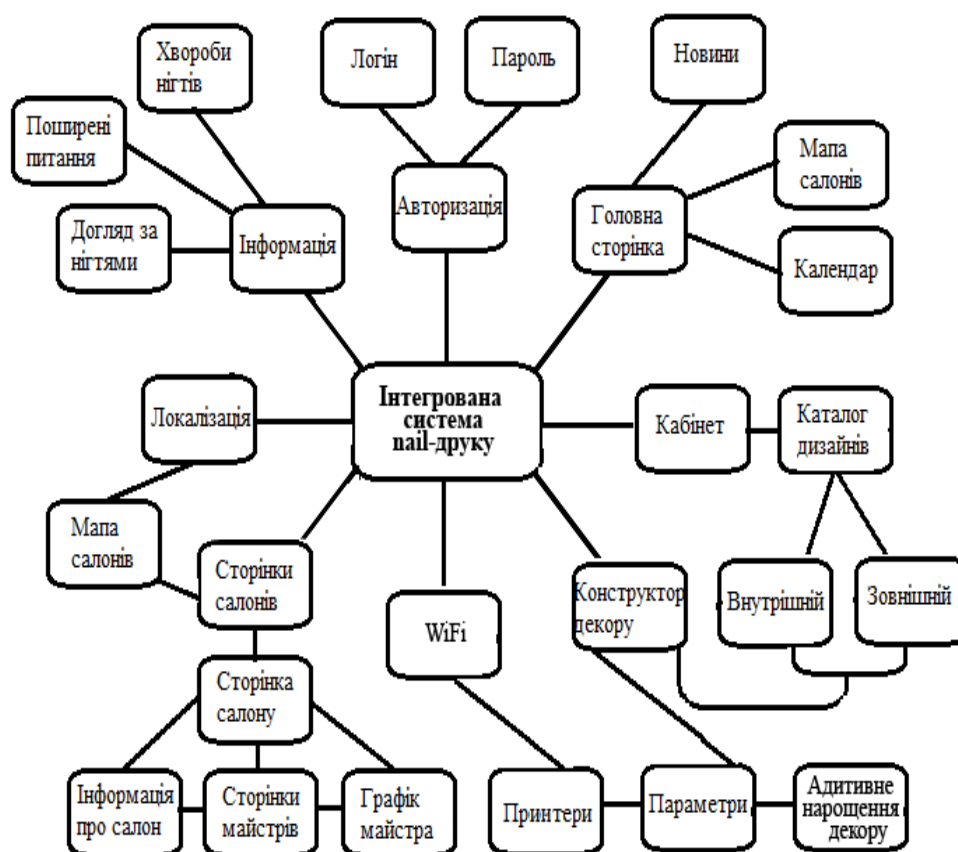 Хвороби
нігтів
Логін
Пароль
Новини
Поширені
питання
Мапа
салонів
Авторизація
Головна
сторінка
Догляд за
нігтями
Інформація
Календар
Інтегрована
система
nail-друку
Локалізація
Кабінет
Каталог
дизайнів
Мапа
салонів
Сторінки
салонів
WiFi
Конструктор
декору
Внутрішній
Зовнішній
Сторінка
салону
Інформація
про салон
Сторінки
майстрів
Графік
майстра
Принтери
Параметри
Адитивне
нарощення
декору